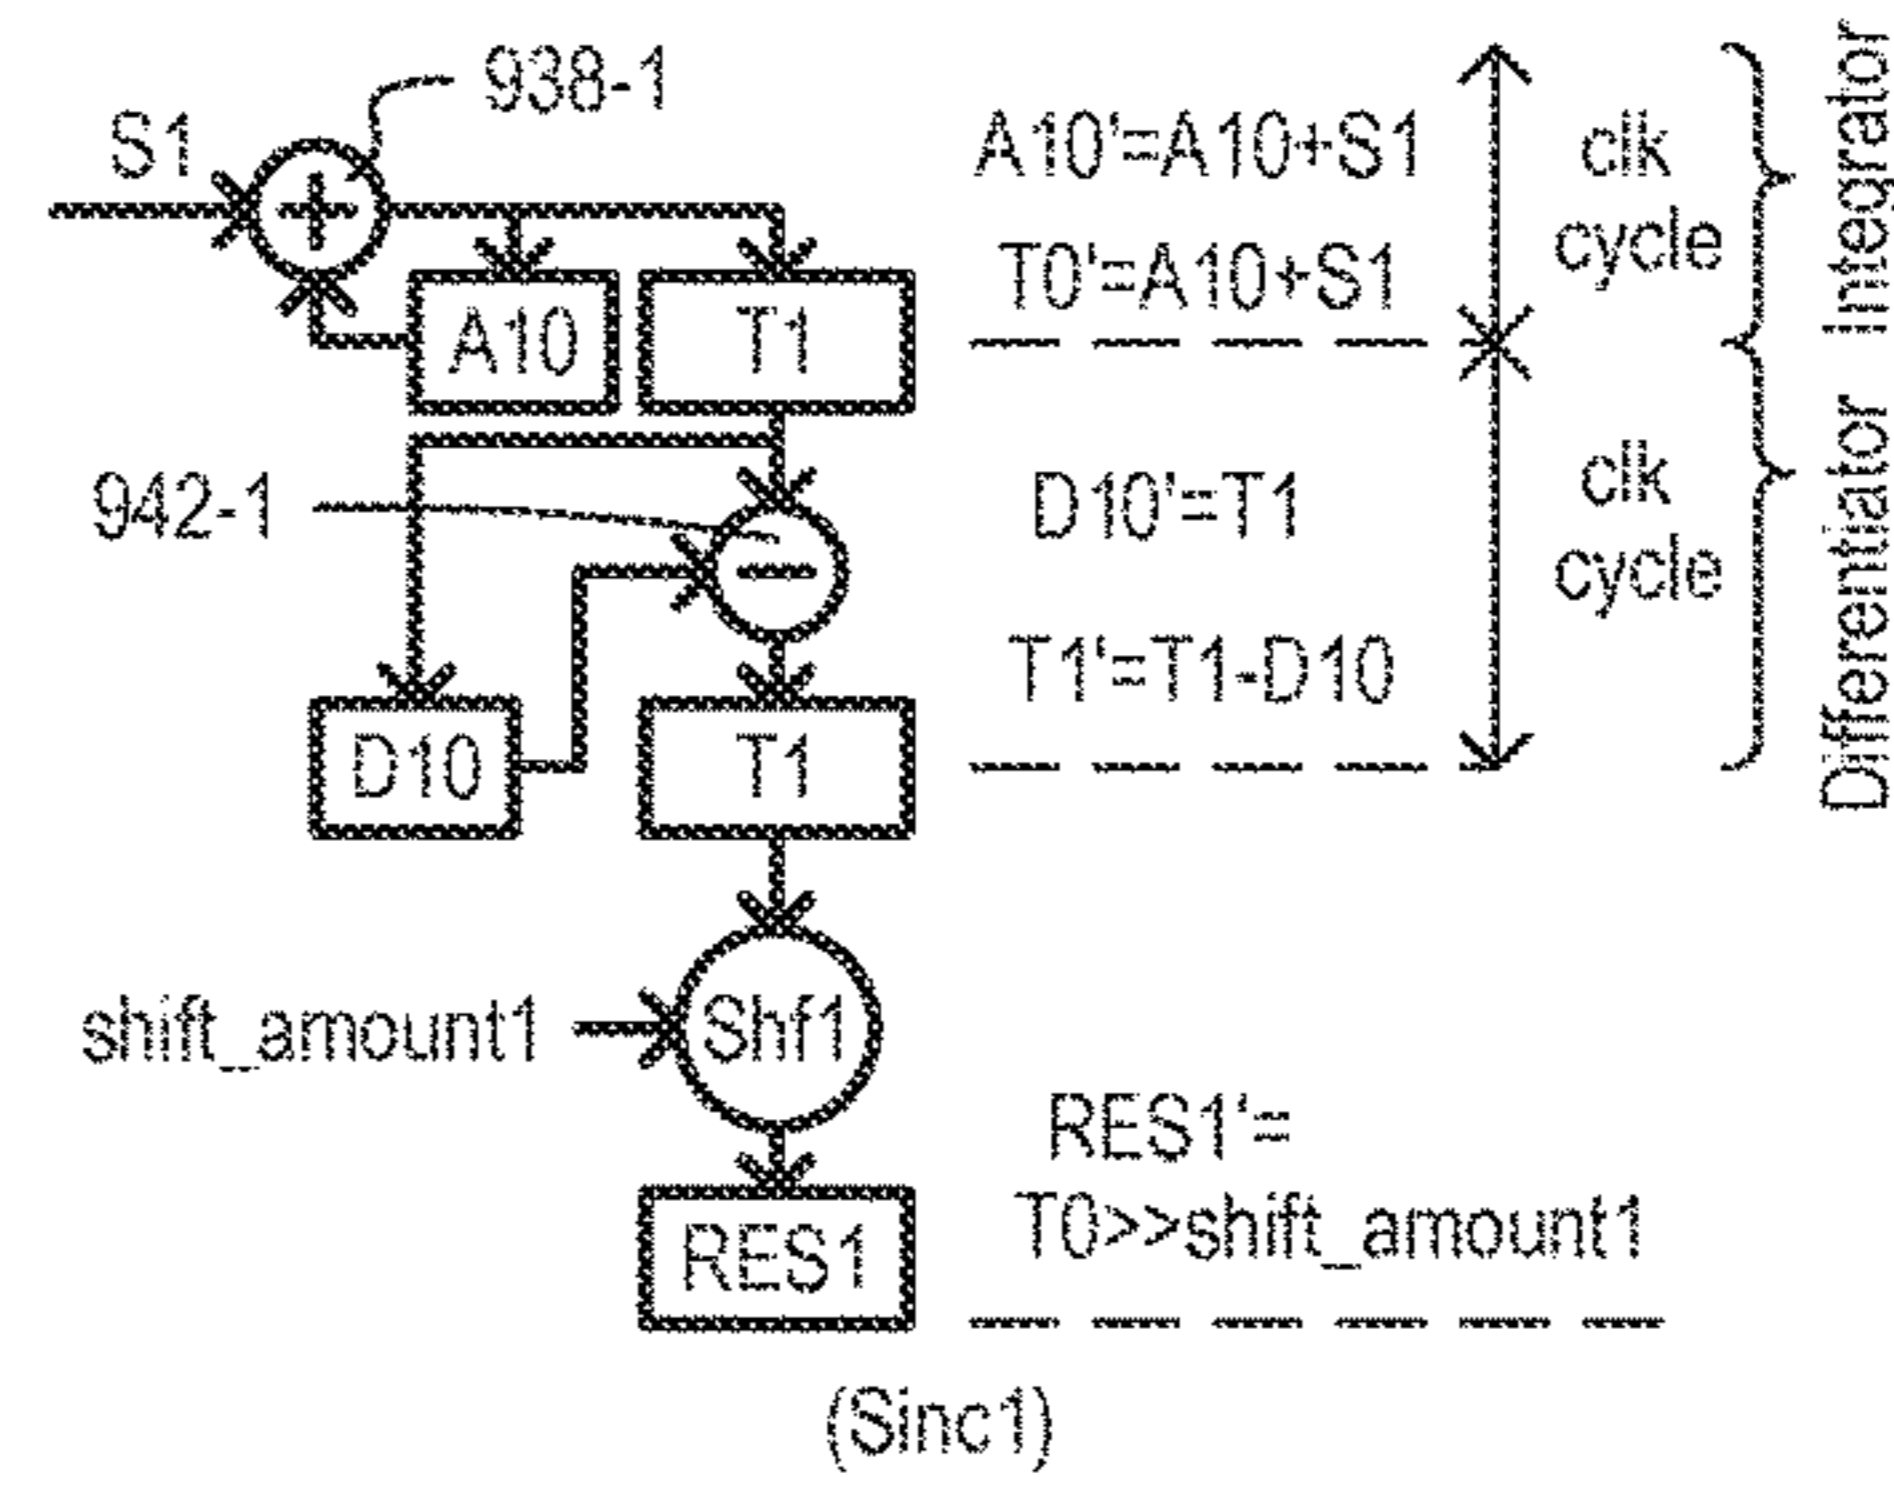 938-1
S1
+
A10'=A10+S1
clk
cycle
T0'=A10+S1
Integrator
A10
T1
942-1
D10'=T1
clk
cycle
T1'=T1-D10
Differentiator
D10
T1
shift_amount1
Shf1
RES1'=
T0>>shift_amount1
RES1
(Sinc1)